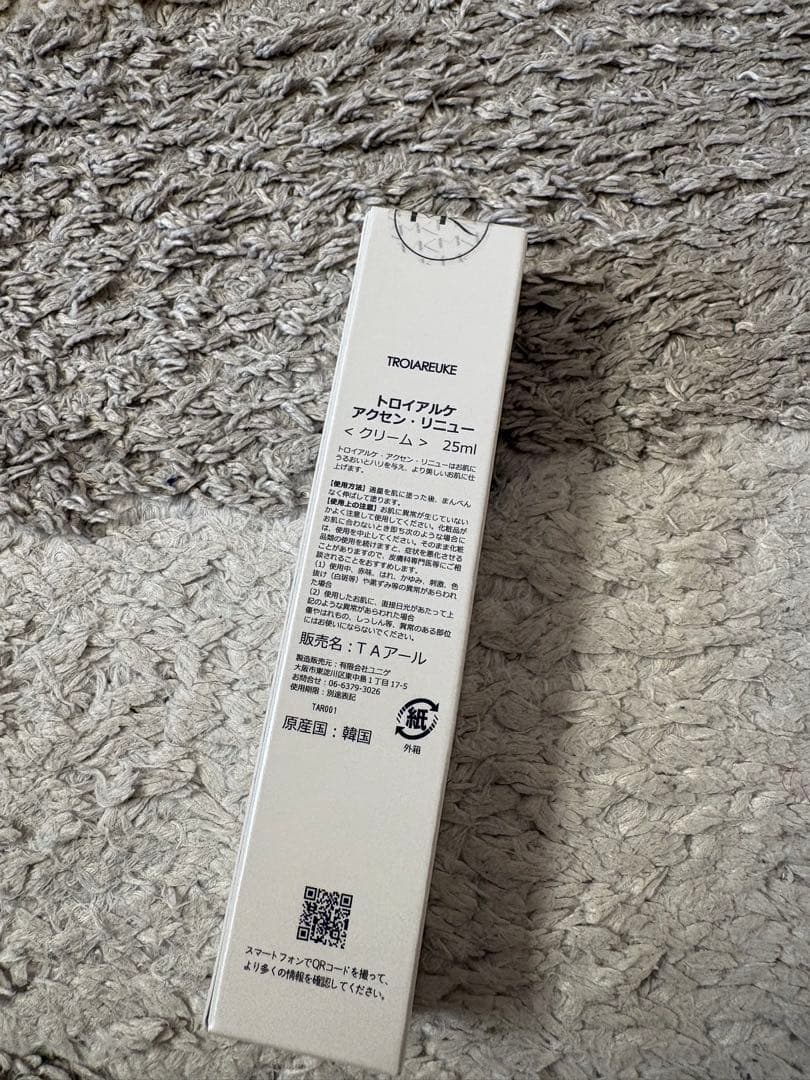 TROIAREUKE
トロイアルケ
アクセン・リニュー
＜クリーム＞ 25ml
トロイアルケ・アクセン・リニューはお肌に
うるおいとハリを与え、より美しいお肌に仕
上げます。
【使用方法】適量を肌に塗った後、まんべん
なく伸ばして塗ります。
【使用上の注意】お肌に異常が生じていない
かよく注意して使用してください。化粧品が
お肌に合わないとき即ち次のような場合に
は、使用を中止してください。そのまま化粧
品類の使用を続けますと、症状を悪化させる
ことがありますので、皮膚科専門医等にご相
談されることをおすすめします。
(1) 使用中、赤味、はれ、かゆみ、刺激、色
抜け（白斑等）や黒ずみ等の異常があらわれ
た場合
(2) 使用したお肌に、直接日光があたって上
記のような異常があらわれた場合
傷やはれもの、しっしん等、異常のある部位
にはお使いにならないでください。
販売名：ＴＡアール
製造販売元：有限会社ユニゲ
大阪市東淀川区東中島１丁目17-5
お問合せ：06-6379-3026
使用期限：別途表記
TAR001
原産国：韓国
紙
外箱
スマートフォンでQRコードを撮って、
より多くの情報を確認してください。